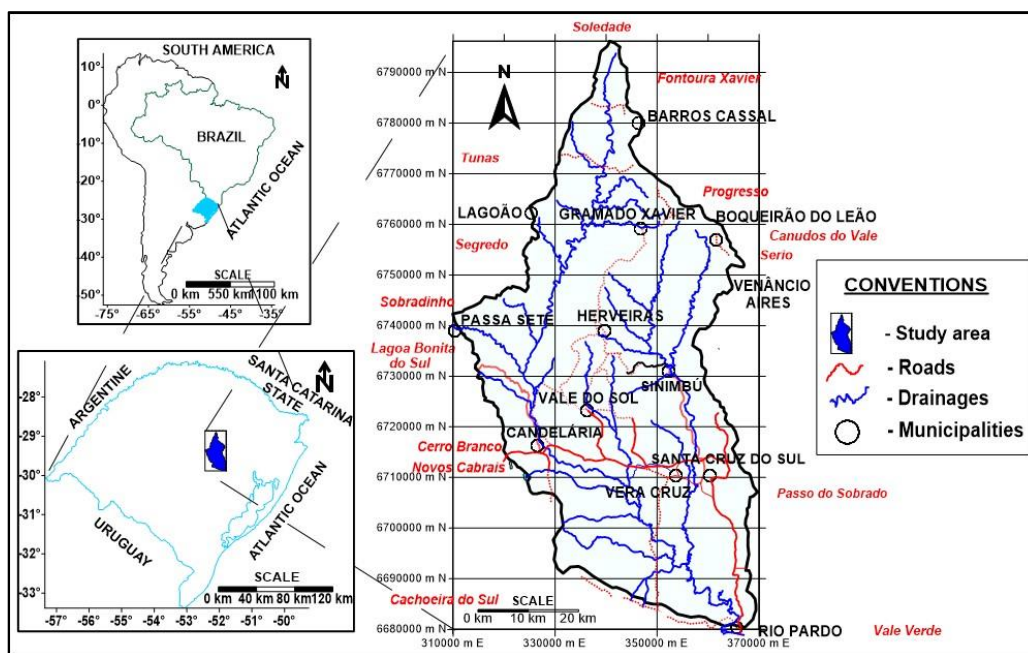 SOUTH AMERICA
N
10°
0°
-10°
-20°
-30°
-40°
-50°
-75°
-65°
-55°
-45°
-35°
BRAZIL
ATLANTIC OCEAN
SCALE
0 km 550 km 1100 km
N
-28°
-29°
-30°
-31°
-32°
-33°
-57°
-56°
-55°
-54°
-53°
-52°
-51°
-50°
ARGENTINE
SANTA CATARINA
STATE
URUGUAY
ATLANTIC OCEAN
SCALE
0 km 40 km 80 km 120 km
Soledade
6790000 m N
N
Fontoura Xavier
6780000 m N
BARROS CASSAL
Tunas
6770000 m N
Progresso
LAGOÃO
6760000 m N
GRAMADO XAVIER
BOQUEIRÃO DO LEÃO
Canudos do Vale
Segredo
Serio
6750000 m N
VENÂNCIO
AIRES
Sobradinho
6740000 m N
PASSA SETE
HERVEIRAS
Lagoa Bonita
do Sul
6730000 m N
SINIMBÚ
VALE DO SOL
6720000 m N
CANDELÁRIA
Cerro Branco
Novos Cabrais
SANTA CRUZ DO SUL
6710000 m N
VERA CRUZ
Passo do Sobrado
6700000 m N
6690000 m N
Cachoeira do Sul
SCALE
0 km 10 km 20 km
6680000 m N
RIO PARDO
Vale Verde
310000 m E
330000 m E
350000 m E
370000 m E
CONVENTIONS
- Study area
- Roads
- Drainages
- Municipalities